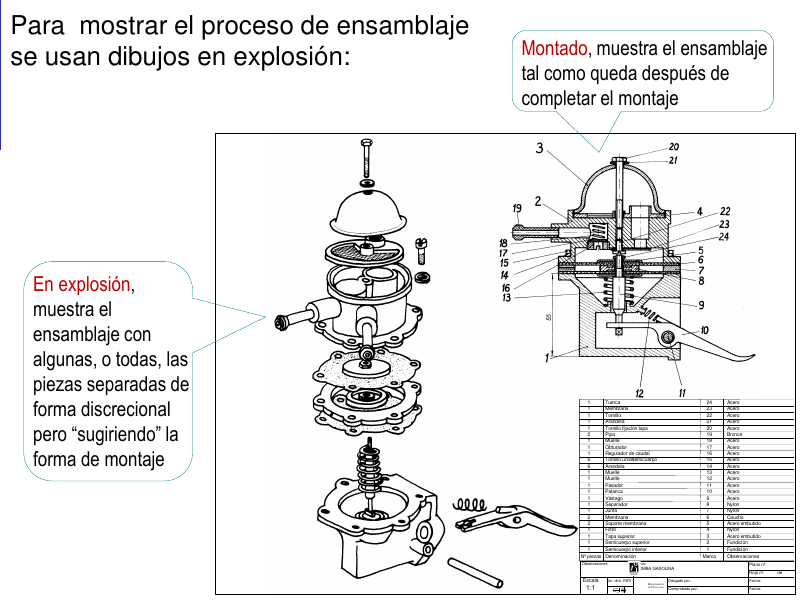 Para  mostrar el proceso de ensamblaje
se usan dibujos en explosión:
Montado, muestra el ensamblaje
tal como queda después de
completar el montaje
En explosión,
muestra el
ensamblaje con
algunas, o todas, las
piezas separadas de
forma discrecional
pero “sugiriendo” la
forma de montaje
3
20
21
19
2
4
22
23
24
18
17
15
14
16
13
5
6
7
8
9
55
10
1
12
11
1 Tuerca 24 Acero
1 Membrana 23 Acero
1 Tornillo 22 Acero
1 Arandela 21 Acero
1 Tornillo fijación tapa 20 Acero
2 Pipa 19 Bronce
1 Muelle 18 Acero
1 Obturador 17 Acero
1 Regulador de caudal 16 Acero
6 Tornillo 15 Acero
6 Arandela 14 Acero
1 Muelle 13 Acero
1 Muelle 12 Acero
1 Pasador 11 Acero
1 Palanca 10 Acero
1 Vástago 9 Acero
1 Separador 8 Nylon
1 Junta 7 Nylon
2 Membrana 6 Caucho
2 Soporte membrana 5 Acero embutido
1 Filtro 4 Nylon
1 Tapa superior 3 Acero embutido
1 Semicuerpo superior 2 Fundición
1 Semicuerpo inferior 1 Fundición
Nº piezas Denominación Marca Observaciones
Observaciones
GASOLINA
Plano nº:
Hoja nº: de
Escala
1:1
Un. dim. mm
Dibujado por:
Fecha:
Comprobado por:
Fecha: